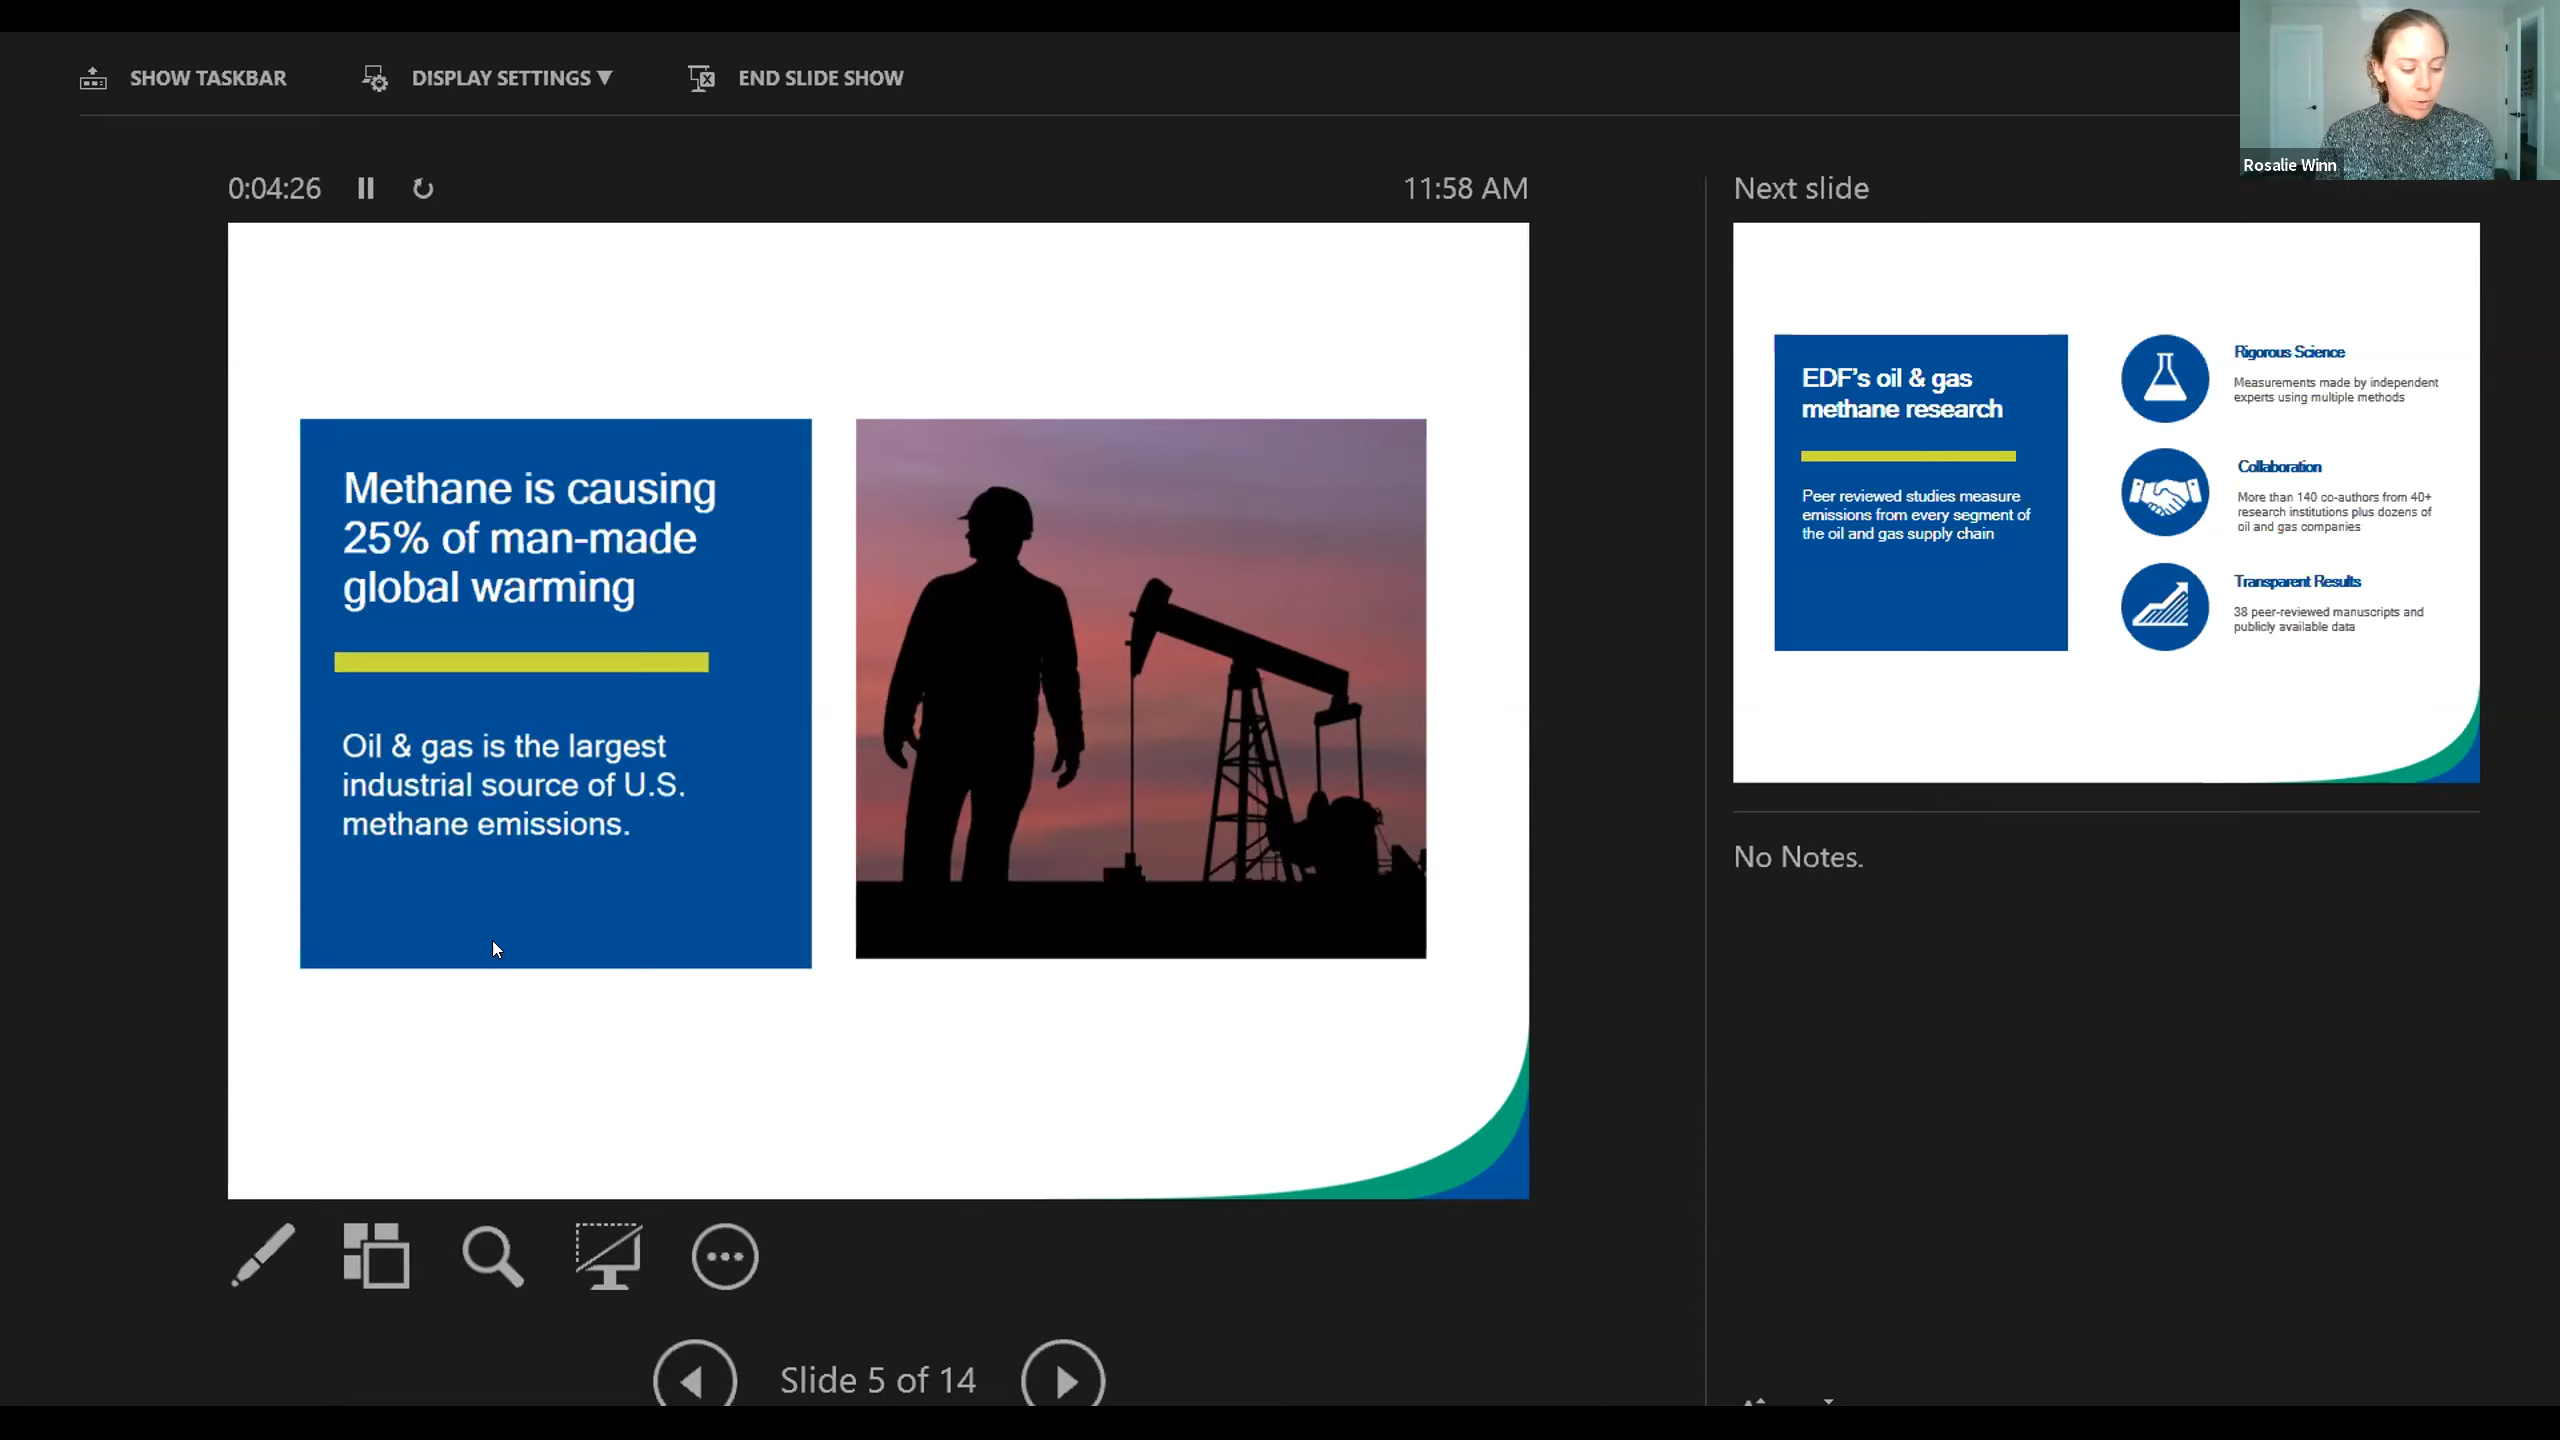 SHOW TASKBAR
DISPLAY SETTINGS ▼
END SLIDE SHOW
Rosalie Winn
0:04:26
11:58 AM
Next slide
Methane is causing
25% of man-made
global warming
Oil & gas is the largest
industrial source of U.S.
methane emissions.
EDF's oil & gas
methane research
Peer reviewed studies measure
emissions from every segment of
the oil and gas supply chain
Rigorous Science
Measurements made by independent
experts using multiple methods
Collaboration
More than 140 co-authors from 40+
research institutions plus dozens of
oil and gas companies
Transparent Results
38 peer-reviewed manuscripts and
publicly available data
No Notes.
Slide 5 of 14